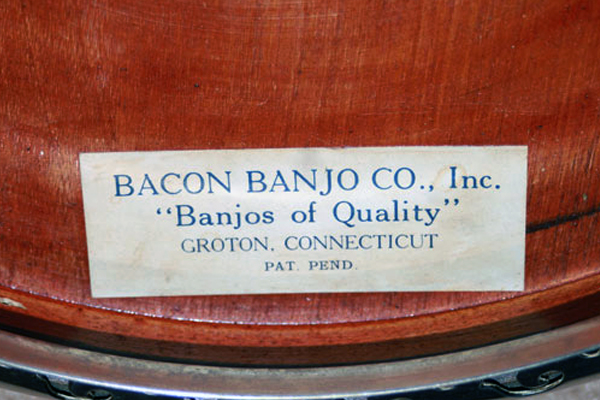 BACON BANJO CO., Inc.
"Banjos of Quality"
GROTON, CONNECTICUT
PAT. PEND.